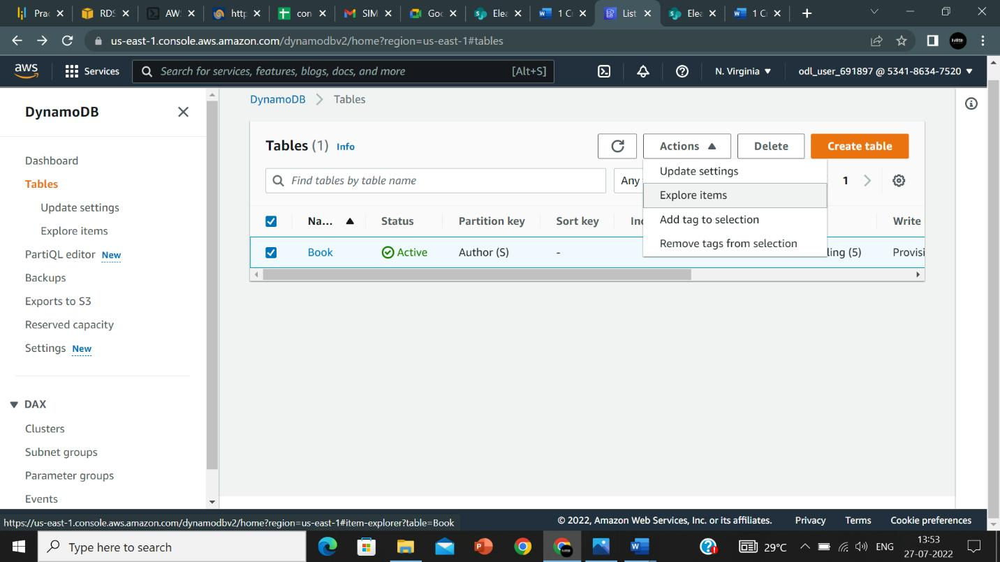 Prac
RDS
AW
http
con
SIM
Goo
Elea
1 Cr
List
Elea
1 Cr
us-east-1.console.aws.amazon.com/dynamodbv2/home?region=us-east-1#tables
aws
Services
Search for services, features, blogs, docs, and more [Alt+S]
N. Virginia
odl_user_691897 @ 5341-8634-7520
DynamoDB
Dashboard
Tables
Update settings
Explore items
PartiQL editor New
Backups
Exports to S3
Reserved capacity
Settings New
DAX
Clusters
Subnet groups
Parameter groups
Events
DynamoDB > Tables
Tables (1) Info
Actions
Delete
Create table
Find tables by table name
Any
1
Update settings
Explore items
Add tag to selection
Remove tags from selection
Na... Status Partition key Sort key Write
Book Active Author (S) - ling (5) Provisi
https://us-east-1.console.aws.amazon.com/dynamodbv2/home?region=us-east-1#item-explorer?table=Book
© 2022, Amazon Web Services, Inc. or its affiliates. Privacy Terms Cookie preferences
Type here to search
29°C
ENG
13:53
27-07-2022